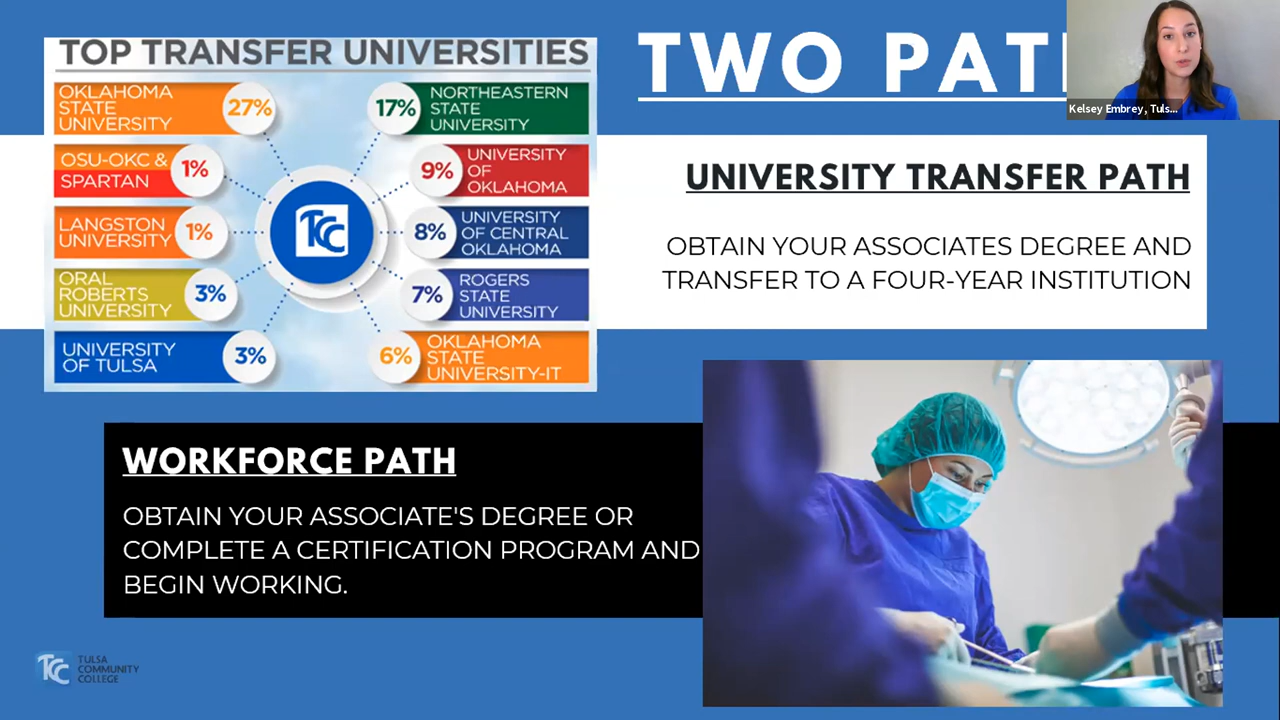 TOP TRANSFER UNIVERSITIES
OKLAHOMA
STATE
UNIVERSITY
27%
17%
NORTHEASTERN
STATE
UNIVERSITY
OSU-OKC &
SPARTAN
1%
9%
UNIVERSITY
OF
OKLAHOMA
LANGSTON
UNIVERSITY
1%
8%
UNIVERSITY
OF CENTRAL
OKLAHOMA
ORAL
ROBERTS
UNIVERSITY
3%
7%
ROGERS
STATE
UNIVERSITY
UNIVERSITY
OF TULSA
3%
6%
OKLAHOMA
STATE
UNIVERSITY-IT
TCC
TWO PAT
Kelsey Embrey, Tuls...
UNIVERSITY TRANSFER PATH
OBTAIN YOUR ASSOCIATES DEGREE AND
TRANSFER TO A FOUR-YEAR INSTITUTION
WORKFORCE PATH
OBTAIN YOUR ASSOCIATE'S DEGREE OR
COMPLETE A CERTIFICATION PROGRAM AND
BEGIN WORKING.
TCC
TULSA
COMMUNITY
COLLEGE